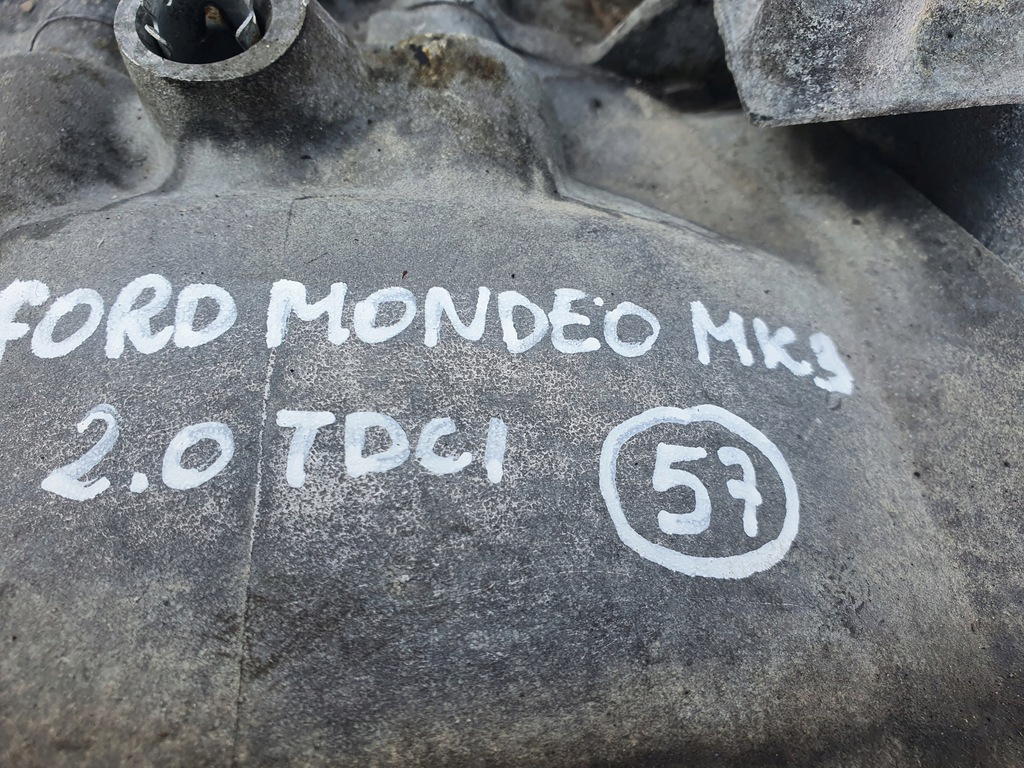 FORD MONDEO MK3
2.0 TDCI 57